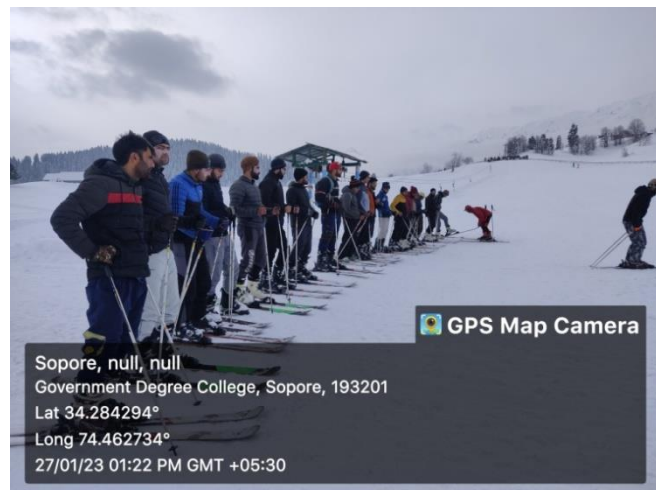 GPS Map Camera
Sopore, null, null
Government Degree College, Sopore, 193201
Lat 34.284294°
Long 74.462734°
27/01/23 01:22 PM GMT +05:30